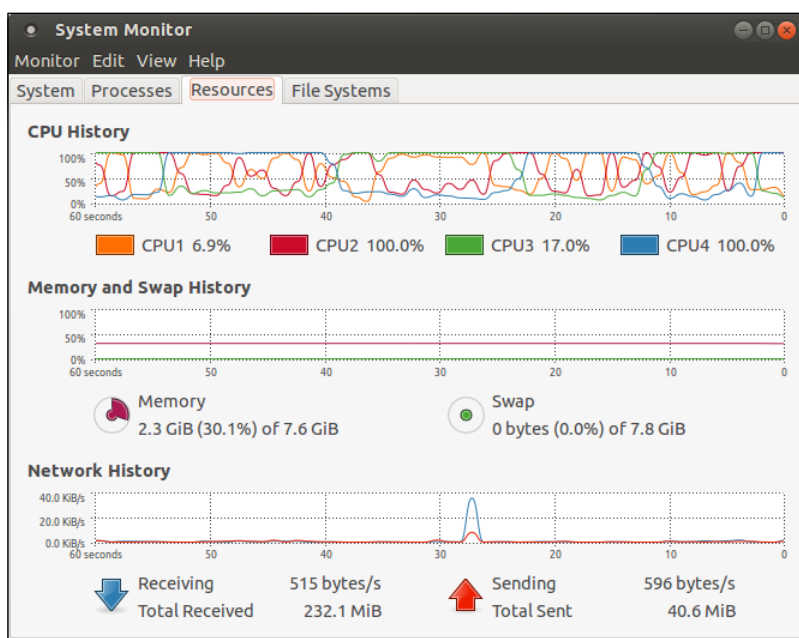 System Monitor
Monitor Edit View Help
System Processes Resources File Systems
CPU History
100%
50%
0%
60 seconds 50 40 30 20 10 0
CPU1 6.9% CPU2 100.0% CPU3 17.0% CPU4 100.0%
Memory and Swap History
100%
50%
0%
60 seconds 50 40 30 20 10 0
Memory Swap
2.3 GiB (30.1%) of 7.6 GiB 0 bytes (0.0%) of 7.8 GiB
Network History
40.0 KiB/s
20.0 KiB/s
0.0 KiB/s
60 seconds 50 40 30 20 10 0
Receiving 515 bytes/s Sending 596 bytes/s
Total Received 232.1 MiB Total Sent 40.6 MiB